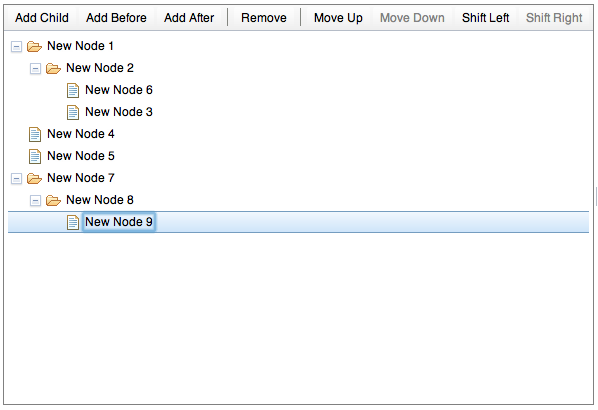 Add Child Add Before Add After Remove Move Up Move Down Shift Left Shift Right
New Node 1
New Node 2
New Node 6
New Node 3
New Node 4
New Node 5
New Node 7
New Node 8
New Node 9